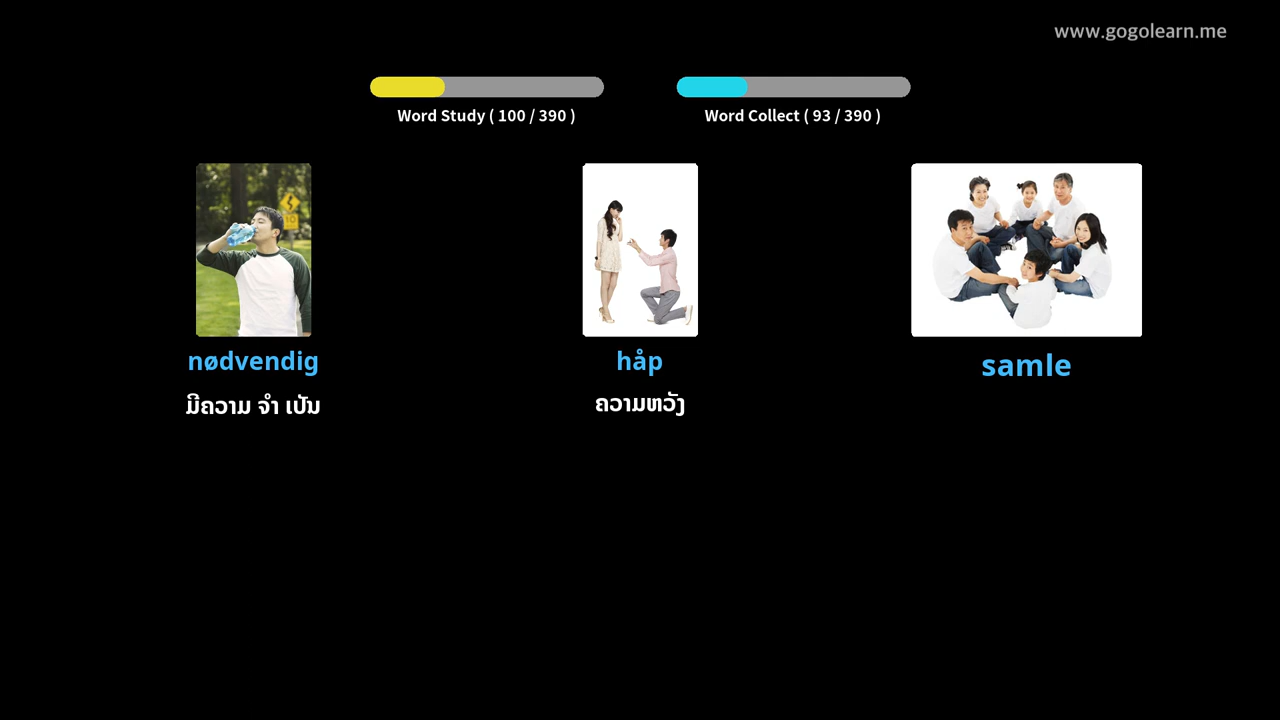 www.gogolearn.me
Word Study ( 100 / 390 )
Word Collect ( 93 / 390 )
10
nødvendig
håp
samle
ມີຄວາມ ຈຳ ເປັນ
ຄວາມຫວັງ